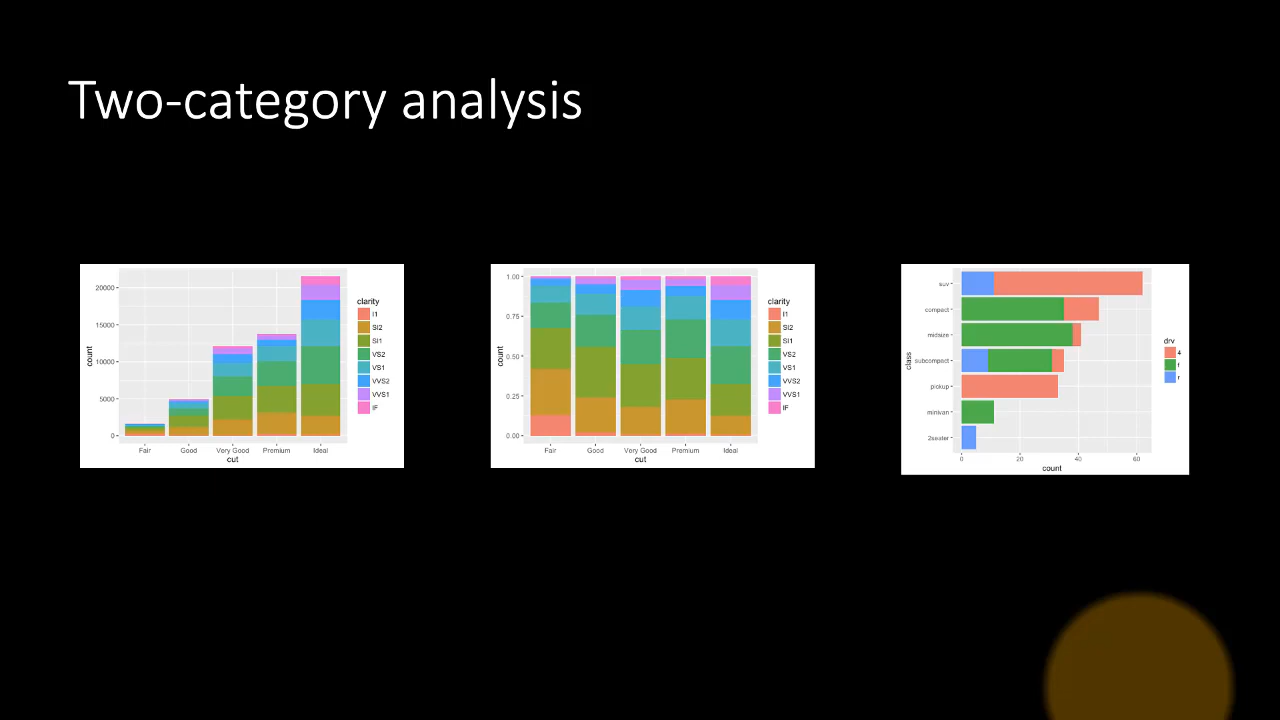 Two-category analysis
20000
15000
10000
5000
0
count
Fair Good Very Good Premium Ideal
cut
clarity
I1
SI2
SI1
VS2
VS1
VVS2
VVS1
IF
1.00
0.75
0.50
0.25
0.00
count
Fair Good Very Good Premium Ideal
cut
clarity
I1
SI2
SI1
VS2
VS1
VVS2
VVS1
IF
suv
compact
midsize
subcompact
pickup
minivan
2seater
class
0 20 40 60
count
drv
4
f
r